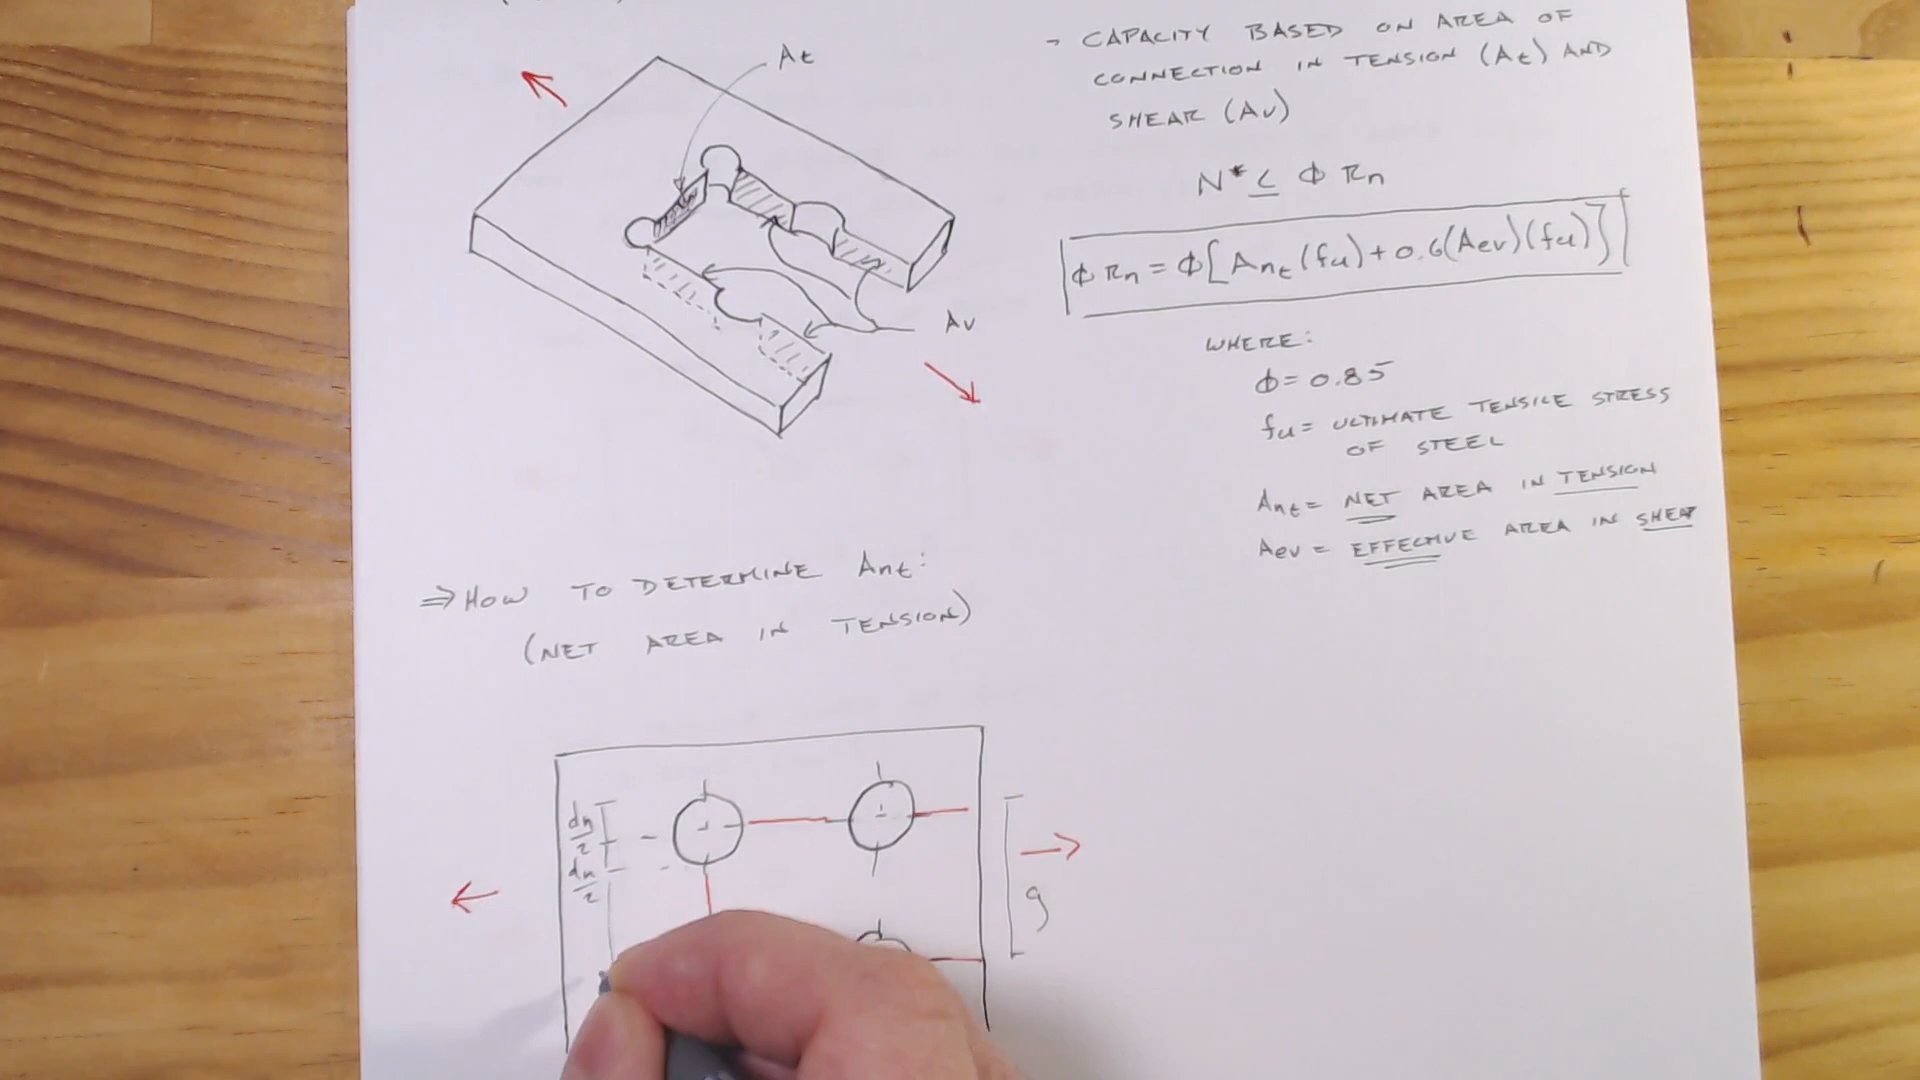 At
Av
→ CAPACITY BASED ON AREA OF
CONNECTION IN TENSION (At) AND
SHEAR (Av)
N* ≤ ϕ Rn
ϕ Rn = ϕ [Ant (fu) + 0.6 (Aev) (fu)]
WHERE:
ϕ = 0.85
fu = ULTIMATE TENSILE STRESS
OF STEEL
Ant = NET AREA IN TENSION
Aev = EFFECTIVE AREA IN SHEAR
⇒ HOW TO DETERMINE Ant:
(NET AREA IN TENSION)
dh/2
dh/2
g